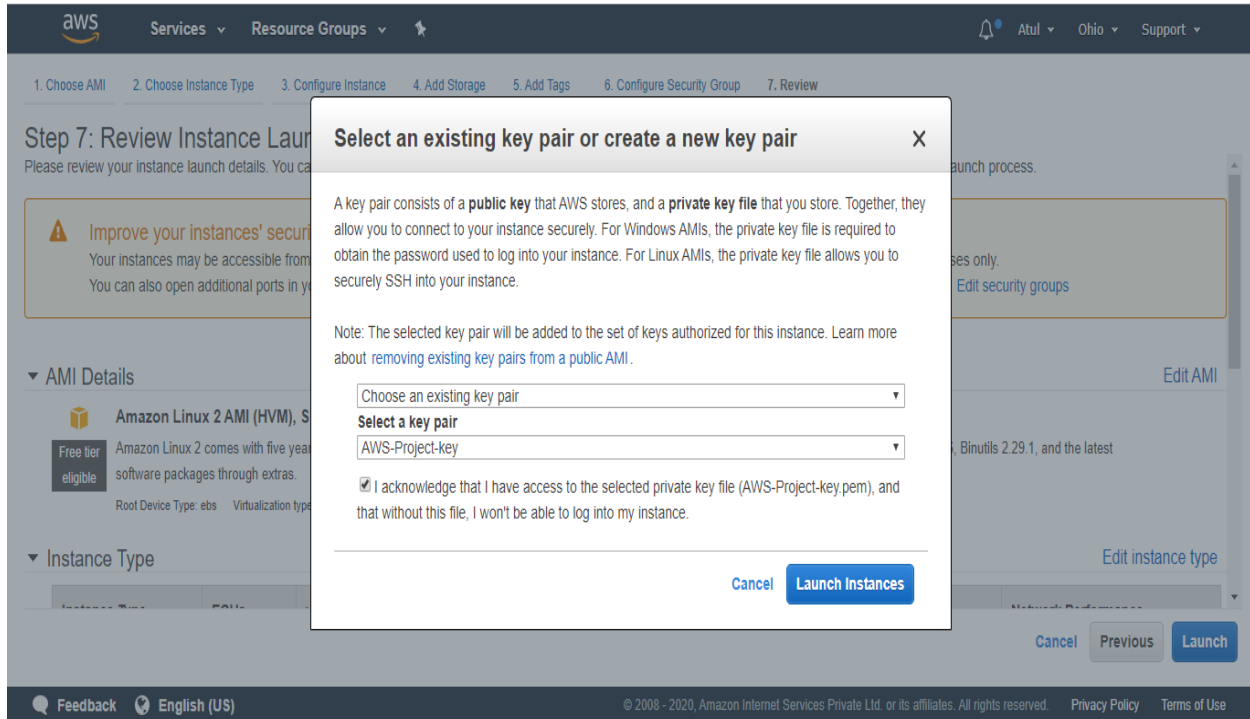 aws Services Resource Groups Atul Ohio Support
1. Choose AMI 2. Choose Instance Type 3. Configure Instance 4. Add Storage 5. Add Tags 6. Configure Security Group 7. Review
Step 7: Review Instance Laun
Please review your instance launch details. You ca
aunch process.
Improve your instances' securi
Your instances may be accessible from
ses only.
You can also open additional ports in yo
Edit security groups
AMI Details
Edit AMI
Amazon Linux 2 AMI (HVM), S
Free tier
eligible
Amazon Linux 2 comes with five year
, Binutils 2.29.1, and the latest
software packages through extras.
Root Device Type: ebs Virtualization type
Instance Type
Edit instance type
Instance Type ECUs
Network Performance
Select an existing key pair or create a new key pair X
A key pair consists of a public key that AWS stores, and a private key file that you store. Together, they
allow you to connect to your instance securely. For Windows AMIs, the private key file is required to
obtain the password used to log into your instance. For Linux AMIs, the private key file allows you to
securely SSH into your instance.
Note: The selected key pair will be added to the set of keys authorized for this instance. Learn more
about removing existing key pairs from a public AMI.
Choose an existing key pair
Select a key pair
AWS-Project-key
I acknowledge that I have access to the selected private key file (AWS-Project-key.pem), and
that without this file, I won't be able to log into my instance.
Cancel Launch Instances
Cancel Previous Launch
Feedback English (US) © 2008 - 2020, Amazon Internet Services Private Ltd. or its affiliates. All rights reserved. Privacy Policy Terms of Use